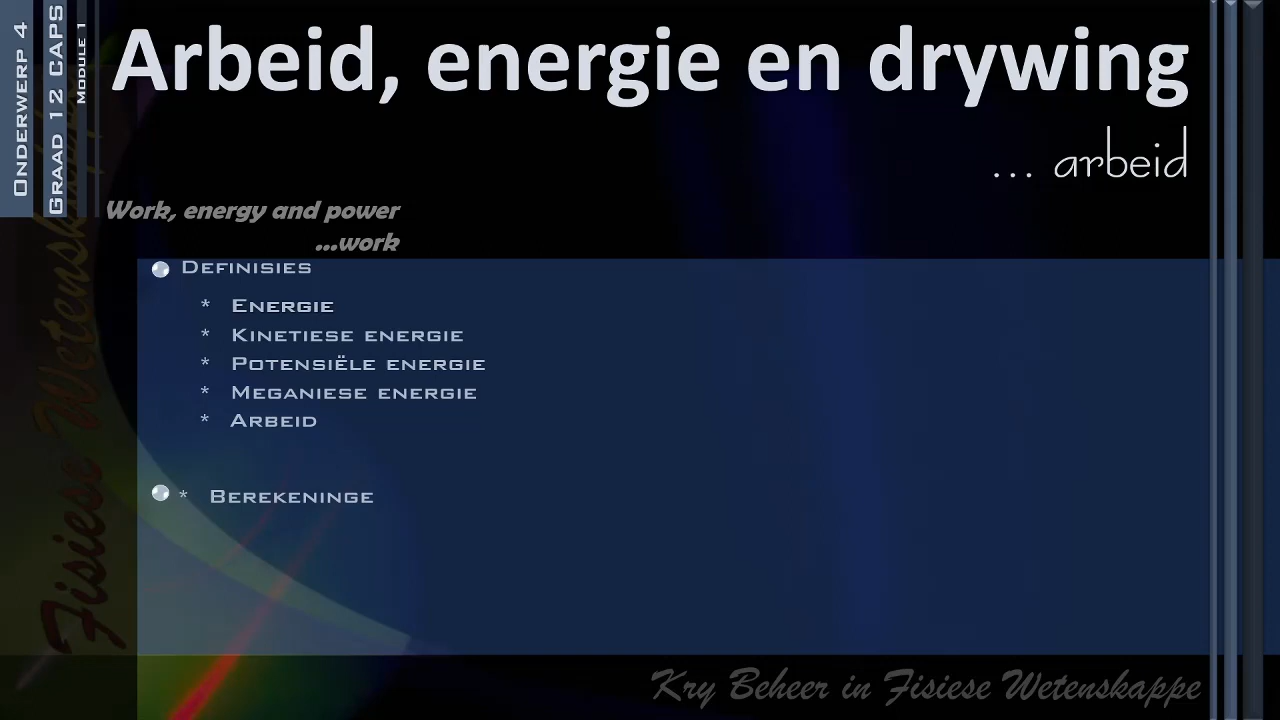 Onderwerp 4
Graad 12 CAPS
Module 1
Arbeid, energie en drywing
... arbeid
Work, energy and power
...work
Definisies
* Energie
* Kinetiese energie
* Potensiële energie
* Meganiese energie
* Arbeid
* Berekeninge
Fisiese Wetenskappe
Kry Beheer in Fisiese Wetenskappe